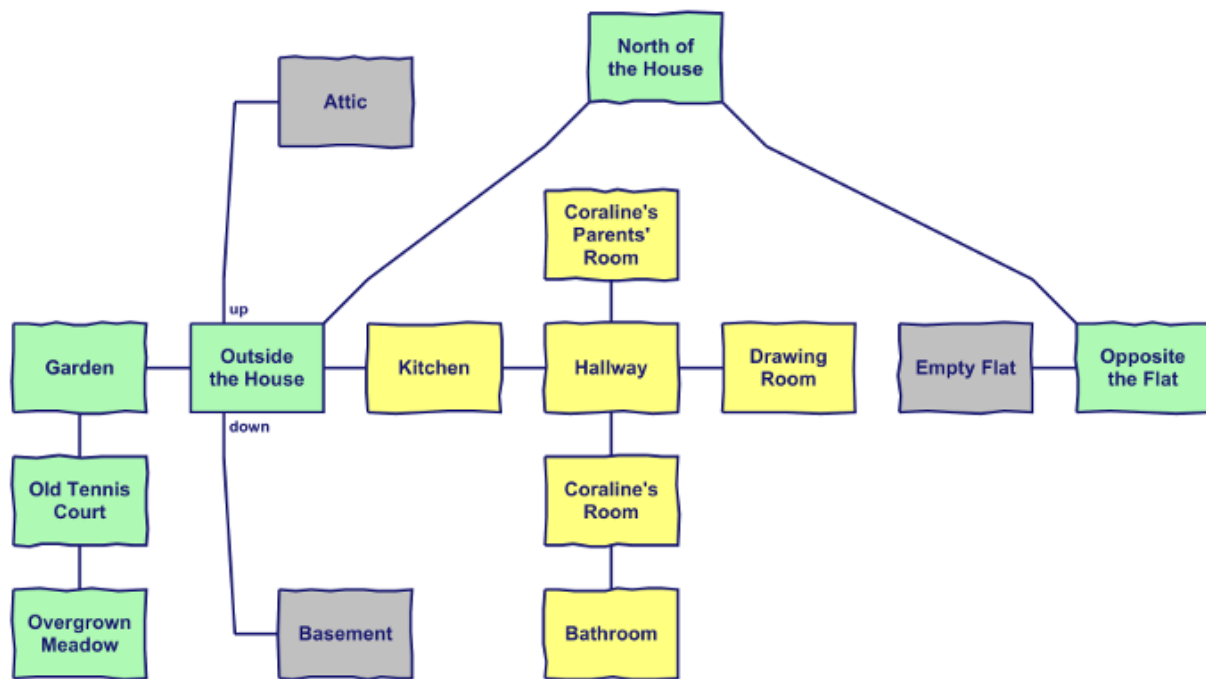 North of
the House
Attic
Coraline's
Parents'
Room
up
Garden
Outside
the House
Kitchen
Hallway
Drawing
Room
Empty Flat
Opposite
the Flat
down
Old Tennis
Court
Coraline's
Room
Overgrown
Meadow
Basement
Bathroom